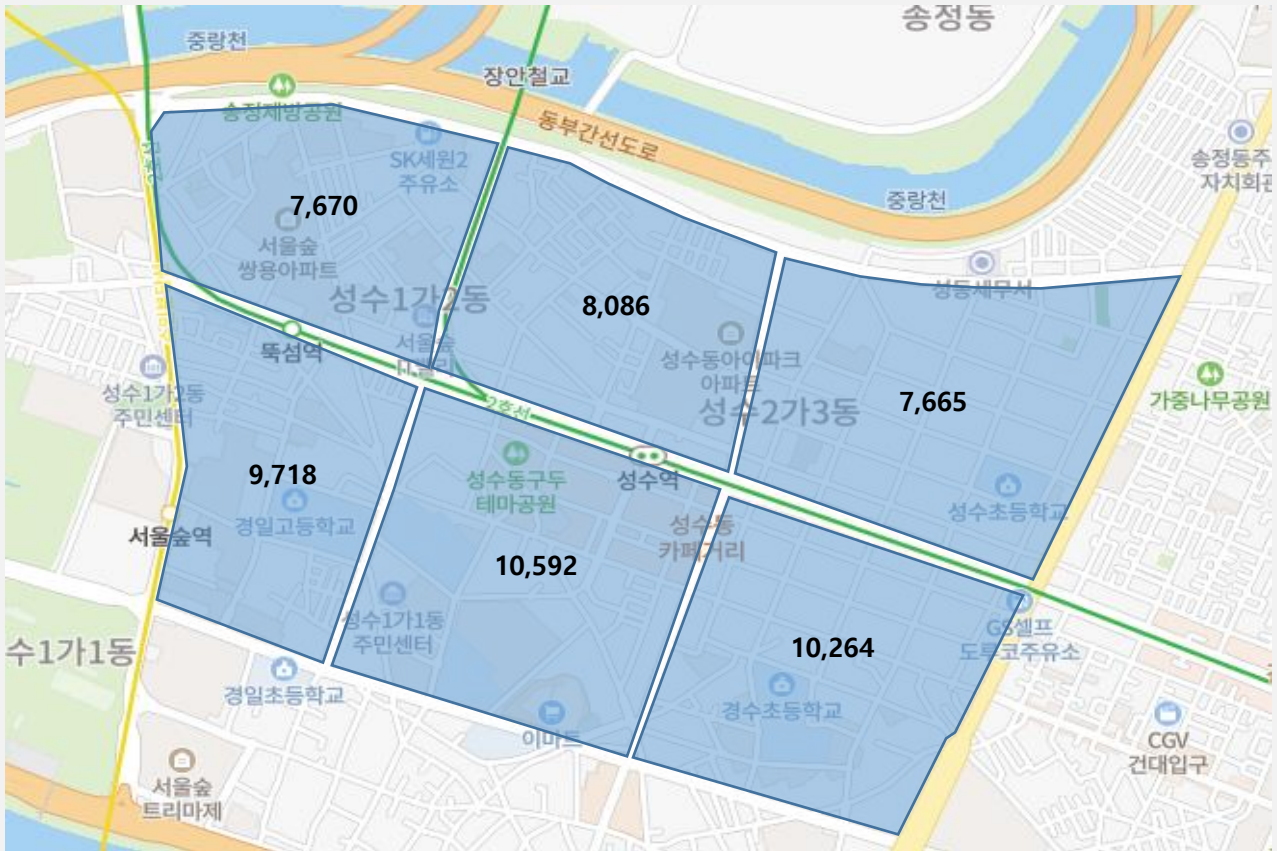 송정동
중랑천
장안철교
송정제방공원
동부간선도로
SK세원2
주유소
송정동주
자치회관
중랑천
7,670
서울숲
쌍용아파트
성동세무서
성수1가2동
8,086
뚝섬역
서울숲
성수동아이파크
아파트
성수1가2동
주민센터
2호선
성수2가3동
7,665
가중나무공원
9,718
성수동구두
테마공원
성수역
경일고등학교
성수초등학교
서울숲역
성수동
카페거리
10,592
성수1가1동
주민센터
GS셀프
도투코주유소
수1가1동
10,264
경일초등학교
경수초등학교
이마트
CGV
건대입구
서울숲
트리마제